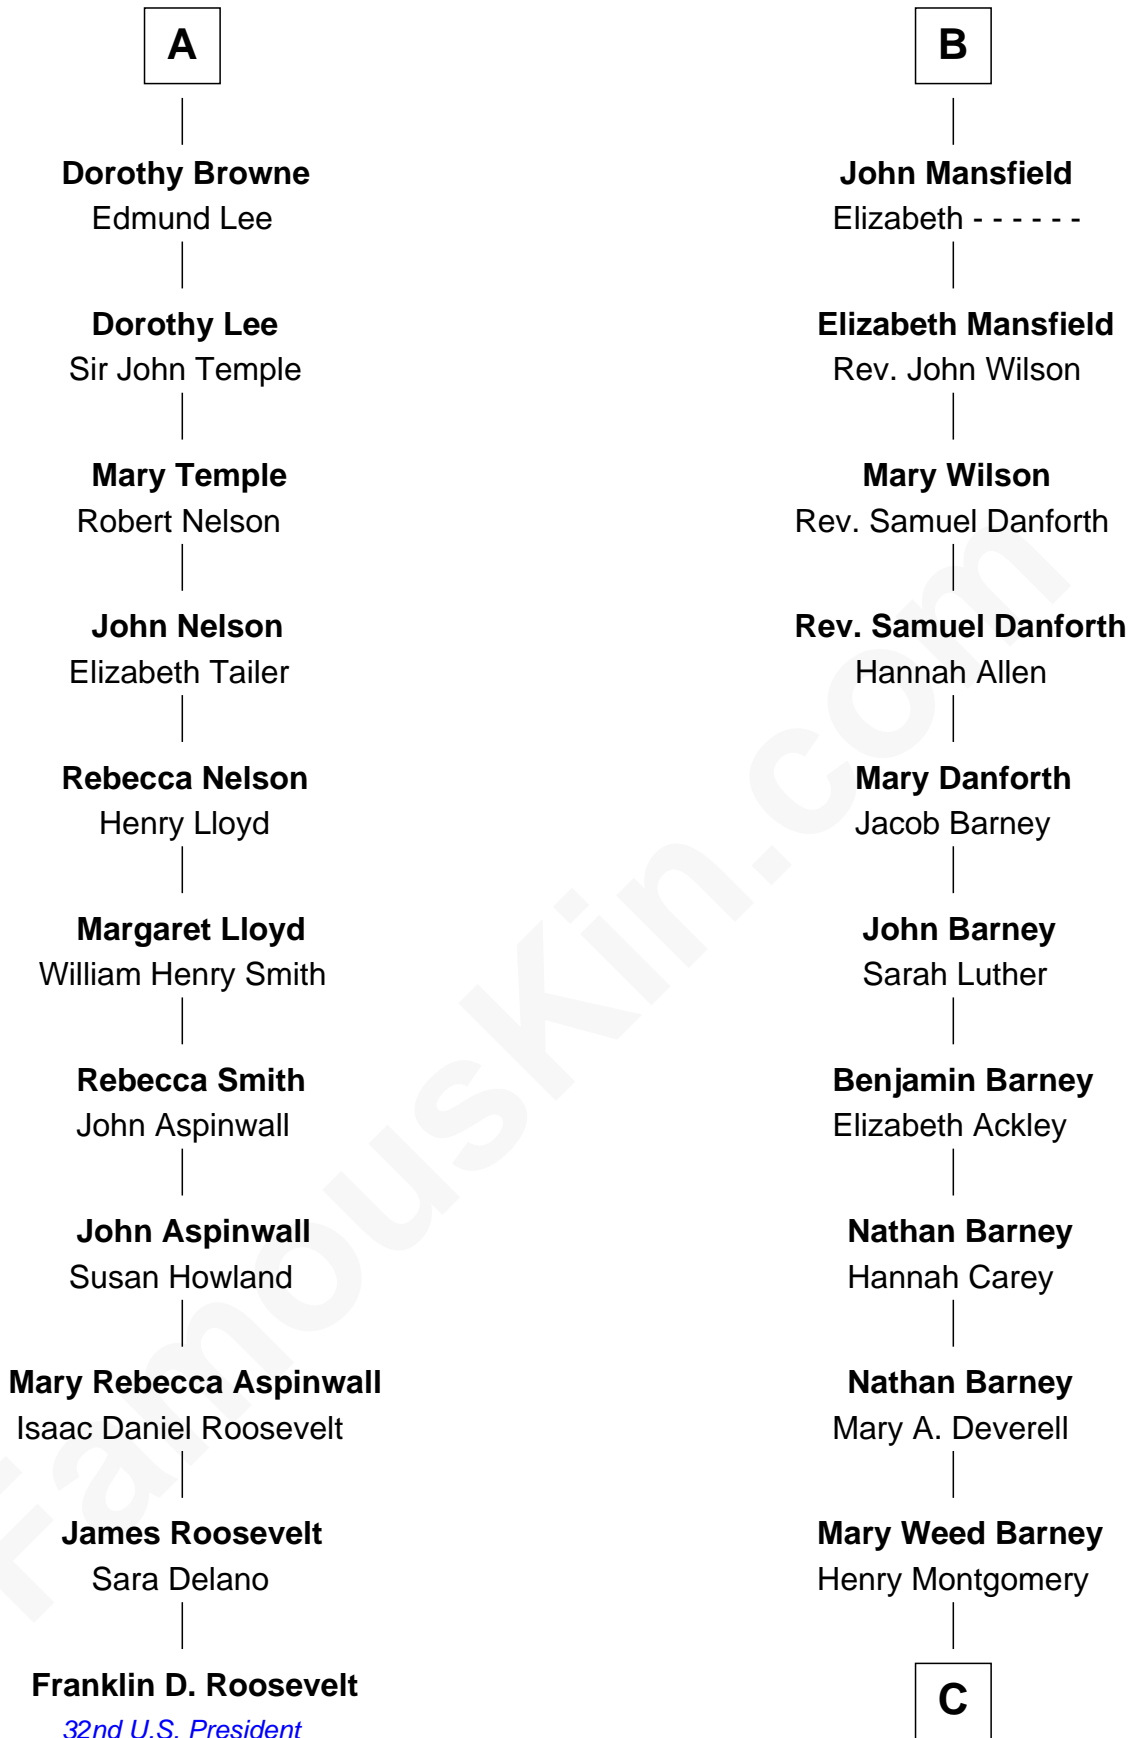 A
Dorothy Browne
Edmund Lee
Dorothy Lee
Sir John Temple
Mary Temple
Robert Nelson
John Nelson
Elizabeth Tailer
Rebecca Nelson
Henry Lloyd
Margaret Lloyd
William Henry Smith
Rebecca Smith
John Aspinwall
John Aspinwall
Susan Howland
Mary Rebecca Aspinwall
Isaac Daniel Roosevelt
James Roosevelt
Sara Delano
Franklin D. Roosevelt
32nd U.S. President
B
John Mansfield
Elizabeth - - - - - -
Elizabeth Mansfield
Rev. John Wilson
Mary Wilson
Rev. Samuel Danforth
Rev. Samuel Danforth
Hannah Allen
Mary Danforth
Jacob Barney
John Barney
Sarah Luther
Benjamin Barney
Elizabeth Ackley
Nathan Barney
Hannah Carey
Nathan Barney
Mary A. Deverell
Mary Weed Barney
Henry Montgomery
C
FamousKin.com